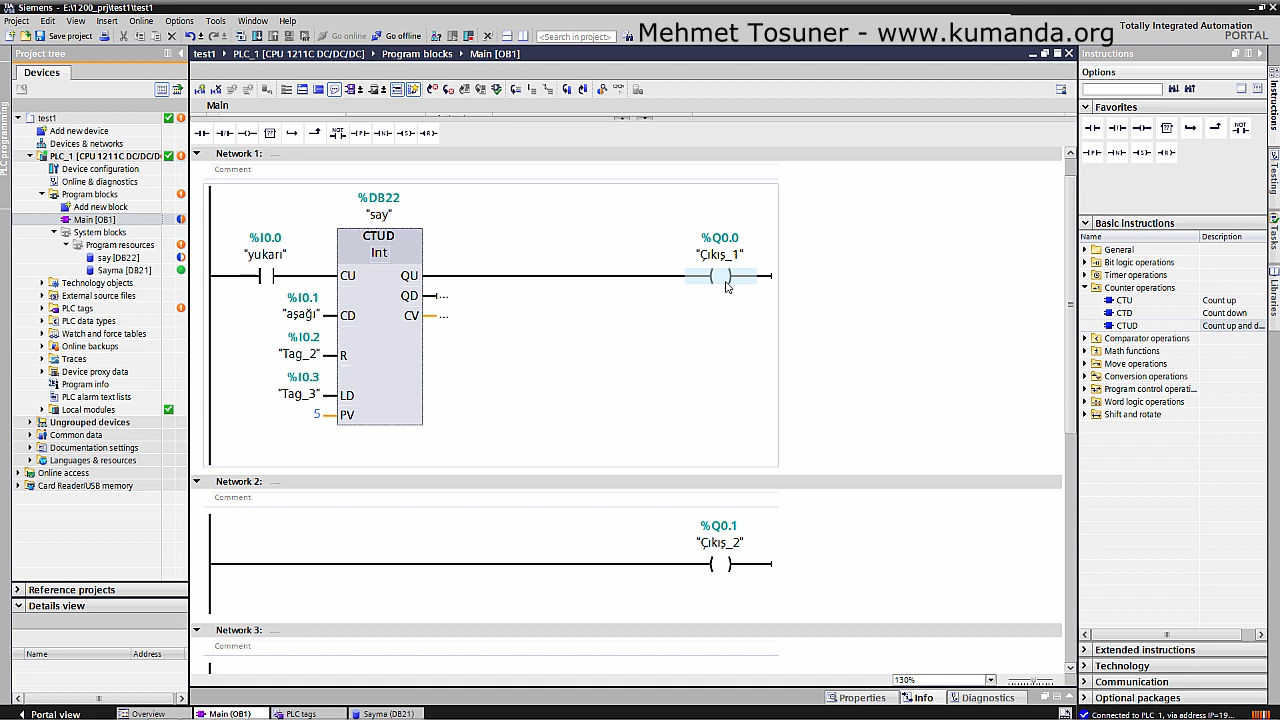 Siemens - E:\1200_prj\test1\test1
Mehmet Tosuner - www.kumanda.org
Project Edit View Insert Online Options Tools Window Help
Totally Integrated Automation
PORTAL
Save project
Go online
Go offline
<Search in project>
Project tree
test1 PLC_1 [CPU 1211C DC/DC/DC] Program blocks Main [OB1]
Instructions
Devices
Options
Main
Favorites
test1
Add new device
Devices & networks
PLC_1 [CPU 1211C DC/DC/D
Device configuration
Online & diagnostics
Program blocks
Add new block
Main [OB1]
System blocks
Program resources
say [DB22]
Sayma [DB21]
Technology objects
External source files
PLC tags
PLC data types
Watch and force tables
Online backups
Traces
Device proxy data
Program info
PLC alarm text lists
Local modules
Ungrouped devices
Common data
Documentation settings
Languages & resources
Online access
Card Reader/USB memory
Reference projects
Details view
Name Address
PLC programming
Network 1: .....
Comment
%DB22
"say"
CTUD
Int
%I0.0
"yukarı"
CU QU
%Q0.0
"Çıkış_1"
QD ...
%I0.1
"aşağı" CD CV ...
%I0.2
"Tag_2" R
%I0.3
"Tag_3" LD
5 PV
Network 2: .....
Comment
%Q0.1
"Çıkış_2"
Network 3: .....
Comment
130%
Properties Info Diagnostics
NOT
NOT
Basic instructions
Name Description
General
Bit logic operations
Timer operations
Counter operations
CTU Count up
CTD Count down
CTUD Count up and d...
Comparator operations
Math functions
Move operations
Conversion operations
Program control operati...
Word logic operations
Shift and rotate
Extended instructions
Technology
Communication
Optional packages
Instructions
Testing
Tasks
Libraries
Portal view
Overview
Main (OB1)
PLC tags
Sayma (DB21)
Connected to PLC_1, via address IP=19...